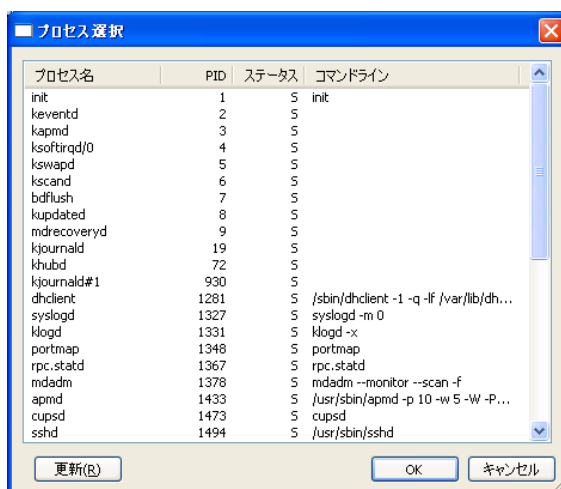 プロセス選択
プロセス名 PID ステータス コマンドライン
init 1 S init
keventd 2 S
kapmd 3 S
ksoftirqd/0 4 S
kswapd 5 S
kscand 6 S
bdflush 7 S
kupdated 8 S
mdrecoveryd 9 S
kjournald 19 S
khubd 72 S
kjournald#1 930 S
dhclient 1281 S /sbin/dhclient -1 -q -lf /var/lib/dh...
syslogd 1327 S syslogd -m 0
klogd 1331 S klogd -x
portmap 1348 S portmap
rpc.statd 1367 S rpc.statd
mdadm 1378 S mdadm --monitor --scan -f
apmd 1433 S /usr/sbin/apmd -p 10 -w 5 -W -P...
cupsd 1473 S cupsd
sshd 1494 S /usr/sbin/sshd
更新(R) OK キャンセル